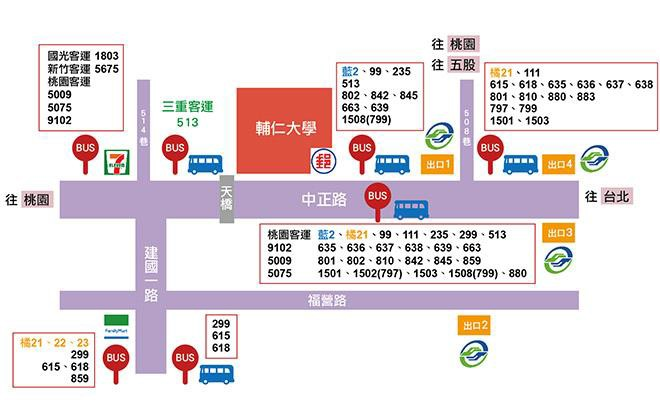 往 桃園
往 五股
國光客運 1803
新竹客運 5675
桃園客運
5009
5075
9102
514巷
三重客運
513
輔仁大學
藍2、99、235
513
802、842、845
663、639
1508(799)
508巷
橘21、111
615、618、635、636、637、638
801、810、880、883
797、799
1501、1503
BUS
7
ELEVEN
BUS
郵
BUS
出口1
BUS
出口4
往 桃園
天橋
中正路
BUS
往 台北
建國一路
桃園客運 藍2、橘21、99、111、235、299、513
9102 635、636、637、638、639、663
5009 801、802、810、842、845、859
5075 1501、1502(797)、1503、1508(799)、880
出口3
福營路
FamilyMart
出口2
橘21、22、23
299
615、618
859
BUS
BUS
299
615
618